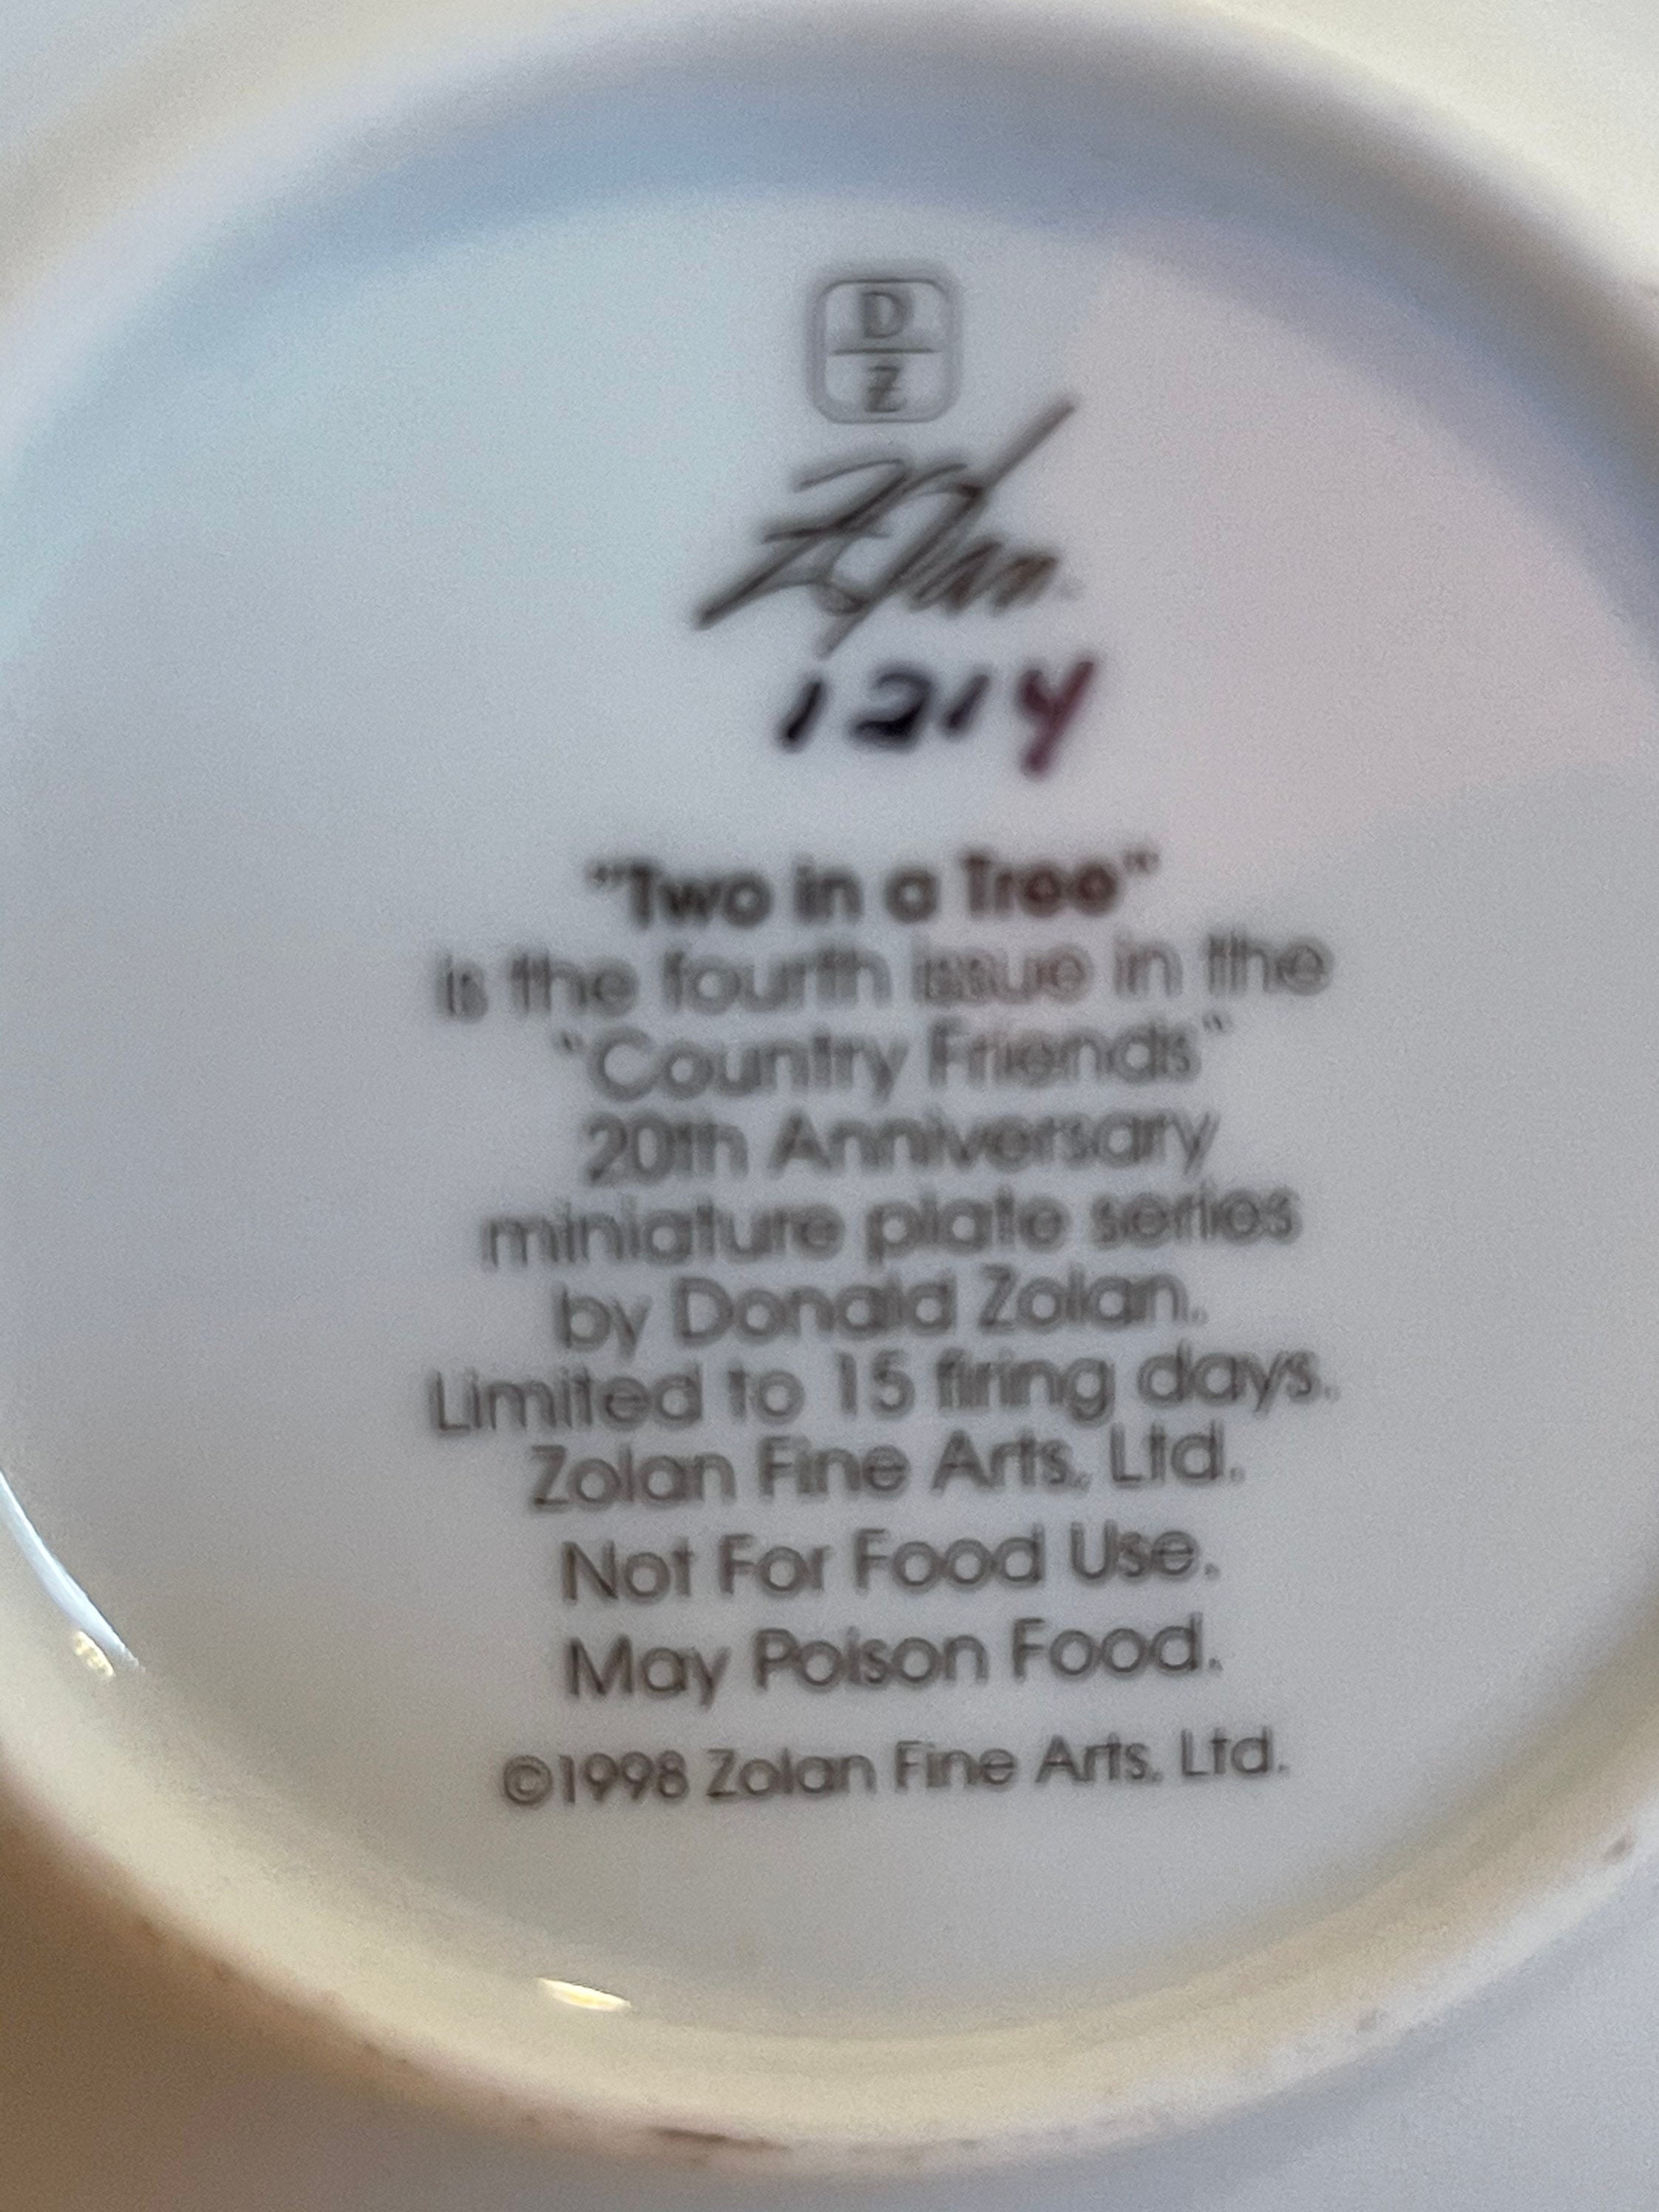 D
Z
Zolan
1214
"Two in a Tree"
is the fourth issue in the
"Country Friends"
20th Anniversary
miniature plate series
by Donald Zolan.
Limited to 15 firing days.
Zolan Fine Arts, Ltd.
Not For Food Use.
May Poison Food.
©1998 Zolan Fine Arts, Ltd.